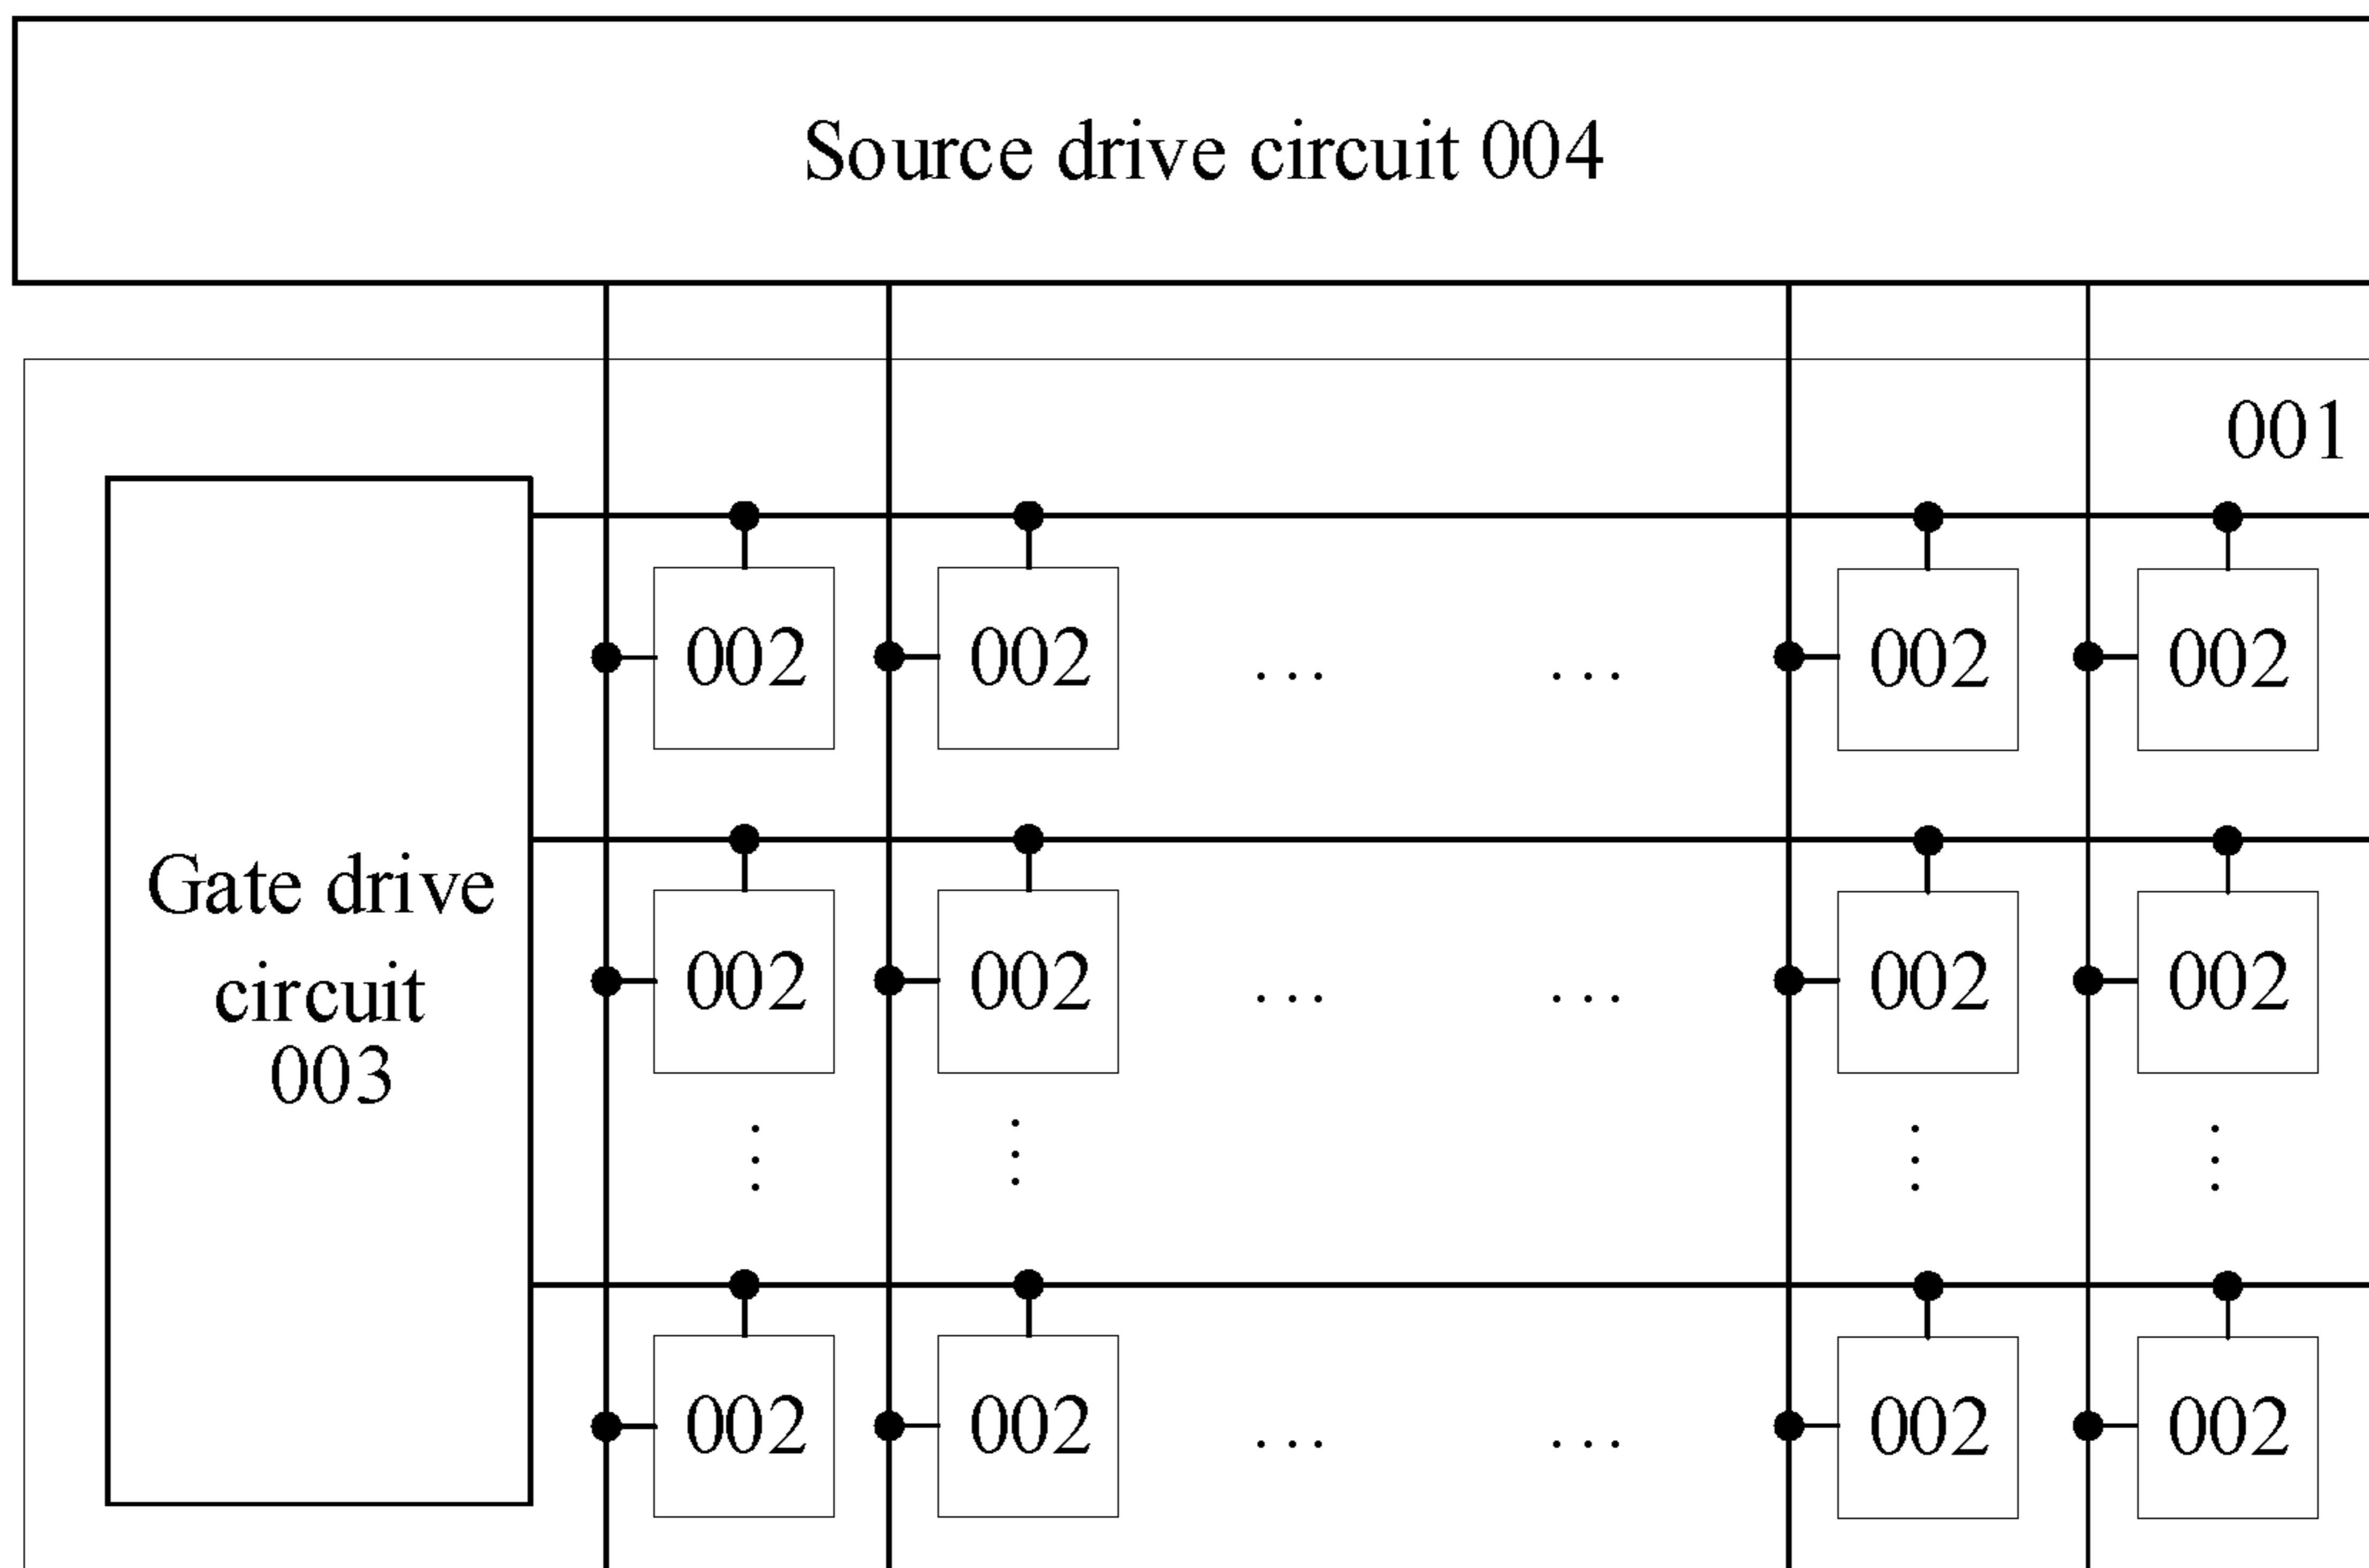 Source drive circuit 004
001
002 002 ... ... 002 002
Gate drive
circuit
003
002 002 ... ... 002 002
002 002 ... ... 002 002